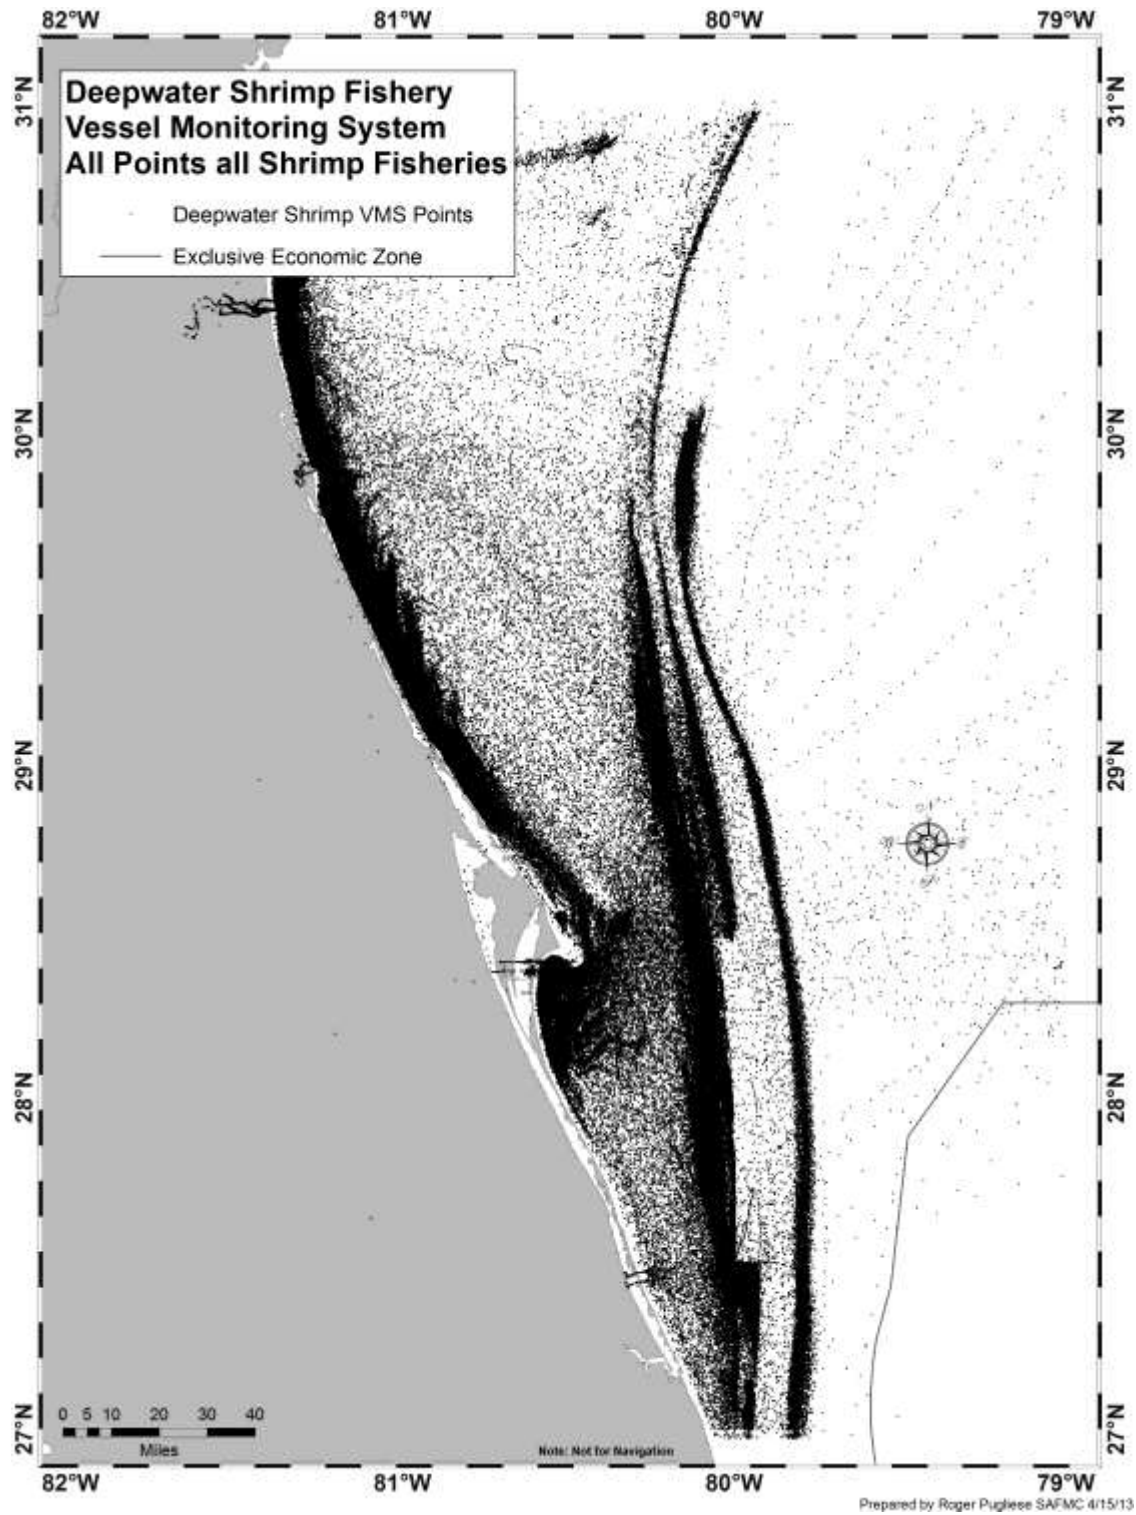 82°W 81°W 80°W 79°W
31°N 31°N
Deepwater Shrimp Fishery
Vessel Monitoring System
All Points all Shrimp Fisheries
Deepwater Shrimp VMS Points
Exclusive Economic Zone
30°N 30°N
29°N 29°N
28°N 28°N
27°N 27°N
0 5 10 20 30 40
Miles
Note: Not for Navigation
82°W 81°W 80°W 79°W
Prepared by Roger Pugliese SAFMC 4/15/13